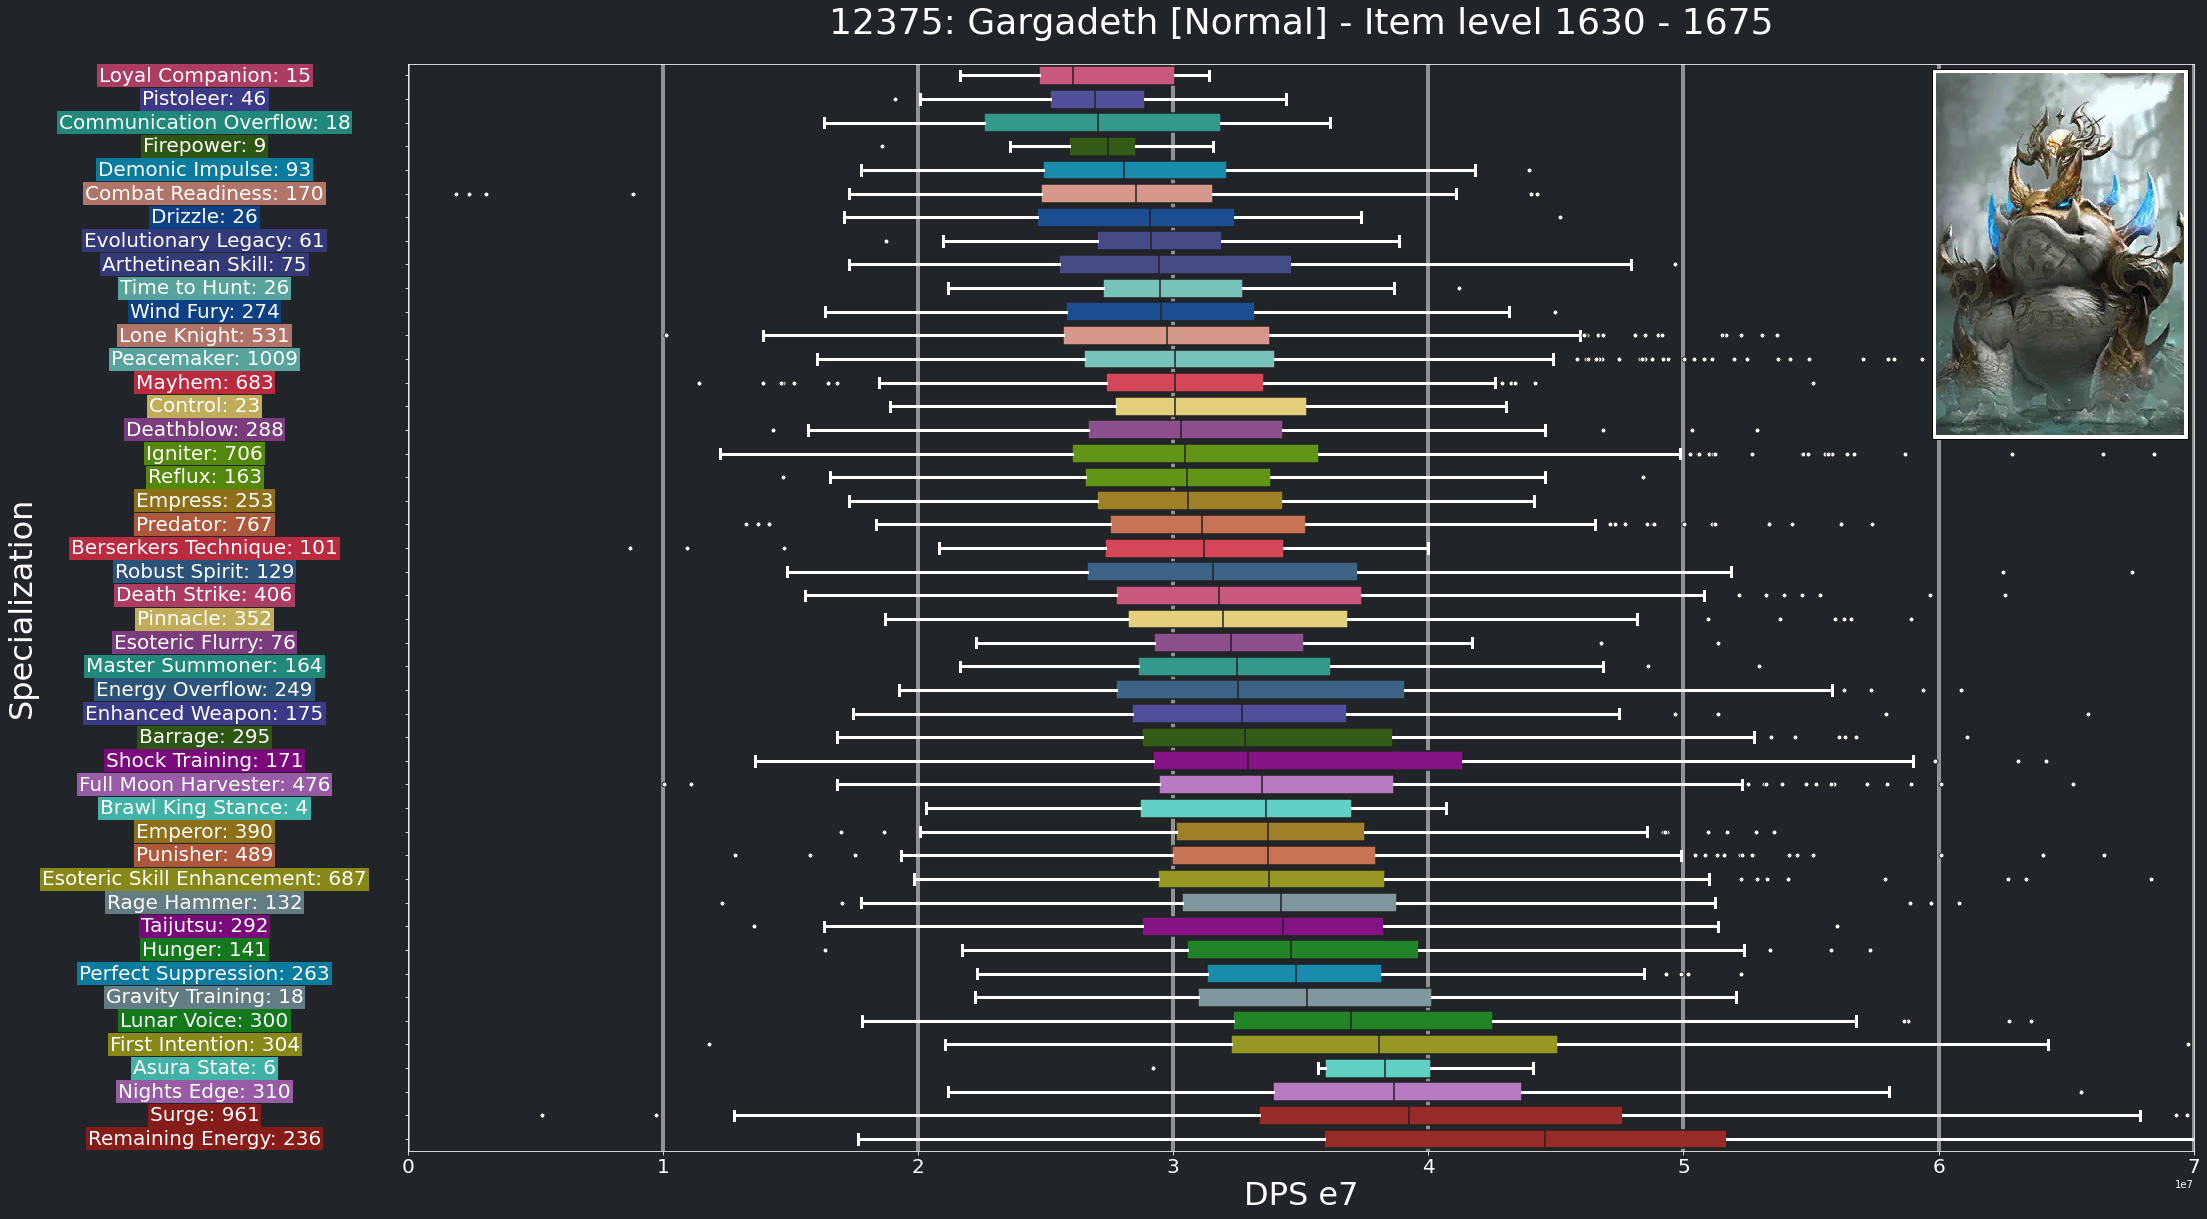 12375: Gargadeth [Normal] - Item level 1630 - 1675
Specialization
Loyal Companion: 15
Pistoleer: 46
Communication Overflow: 18
Firepower: 9
Demonic Impulse: 93
Combat Readiness: 170
Drizzle: 26
Evolutionary Legacy: 61
Arthetinean Skill: 75
Time to Hunt: 26
Wind Fury: 274
Lone Knight: 531
Peacemaker: 1009
Mayhem: 683
Control: 23
Deathblow: 288
Igniter: 706
Reflux: 163
Empress: 253
Predator: 767
Berserkers Technique: 101
Robust Spirit: 129
Death Strike: 406
Pinnacle: 352
Esoteric Flurry: 76
Master Summoner: 164
Energy Overflow: 249
Enhanced Weapon: 175
Barrage: 295
Shock Training: 171
Full Moon Harvester: 476
Brawl King Stance: 4
Emperor: 390
Punisher: 489
Esoteric Skill Enhancement: 687
Rage Hammer: 132
Taijutsu: 292
Hunger: 141
Perfect Suppression: 263
Gravity Training: 18
Lunar Voice: 300
First Intention: 304
Asura State: 6
Nights Edge: 310
Surge: 961
Remaining Energy: 236
0 1 2 3 4 5 6 7
1e7
DPS e7